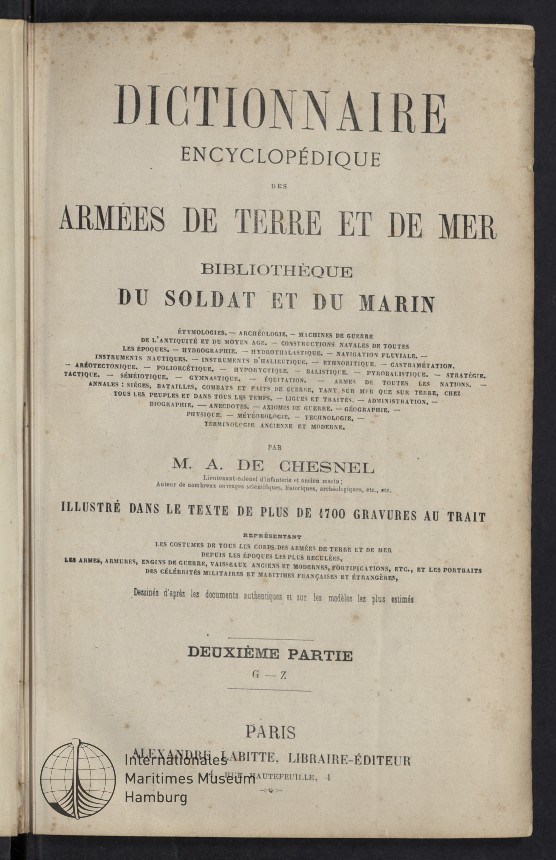 DICTIONNAIRE
ENCYCLOPÉDIQUE
DES
ARMÉES DE TERRE ET DE MER
BIBLIOTHÈQUE
DU SOLDAT ET DU MARIN
ÉTYMOLOGIES. — ARCHÉOLOGIE. — MACHINES DE GUERRE
DE L'ANTIQUITÉ ET DU MOYEN AGE. — CONSTRUCTIONS NAVALES DE TOUTES
LES ÉPOQUES. — HYDROGRAPHIE. — HYDROTHALASTIQUE. — NAVIGATION FLUVIALE. —
INSTRUMENTS NAUTIQUES. — INSTRUMENTS D'HALIEUTIQUE. — ETHNORITIQUE. — CASTRAMÉTATION.
— ARÉOTECTONIQUE. — POLIORCÉTIQUE. — HYPORYCTIQUE. — BALISTIQUE. — PYROBALISTIQUE. — STRATÉGIE.
TACTIQUE. — SÉMÉIOTIQUE. — GYMNASTIQUE. — ÉQUITATION. — ARMES DE TOUTES LES NATIONS. —
ANNALES : SIÉGES, BATAILLES, COMBATS ET FAITS DE GUERRE, TANT SUR MER QUE SUR TERRE, CHEZ
TOUS LES PEUPLES ET DANS TOUS LES TEMPS. — LIGUES ET TRAITÉS. — ADMINISTRATION. —
BIOGRAPHIE. — ANECDOTES. — AXIOMES DE GUERRE. — GÉOGRAPHIE. —
PHYSIQUE. — MÉTÉOROLOGIE. — TECHNOLOGIE. —
TERMINOLOGIE ANCIENNE ET MODERNE.
PAR
M. A. DE CHESNEL
Lieutenant-colonel d'infanterie et ancien marin;
Auteur de nombreux ouvrages scientifiques, historiques, archéologiques, etc., etc.
ILLUSTRÉ DANS LE TEXTE DE PLUS DE 1700 GRAVURES AU TRAIT
REPRÉSENTANT
LES COSTUMES DE TOUS LES CORPS DES ARMÉES DE TERRE ET DE MER
DEPUIS LES ÉPOQUES LES PLUS RECULÉES,
LES ARMES, ARMURES, ENGINS DE GUERRE, VAISSEAUX ANCIENS ET MODERNES, FORTIFICATIONS, ETC., ET LES PORTRAITS
DES CÉLÉBRITÉS MILITAIRES ET MARITIMES FRANÇAISES ET ÉTRANGÈRES,
Dessinés d'après les documents authentiques et sur les modèles les plus estimés
DEUXIÈME PARTIE
G — Z
PARIS
ALEXANDRE LABITTE, LIBRAIRE-ÉDITEUR
4, RUE HAUTEFEUILLE, 4
Internationales
Maritimes Museum
Hamburg